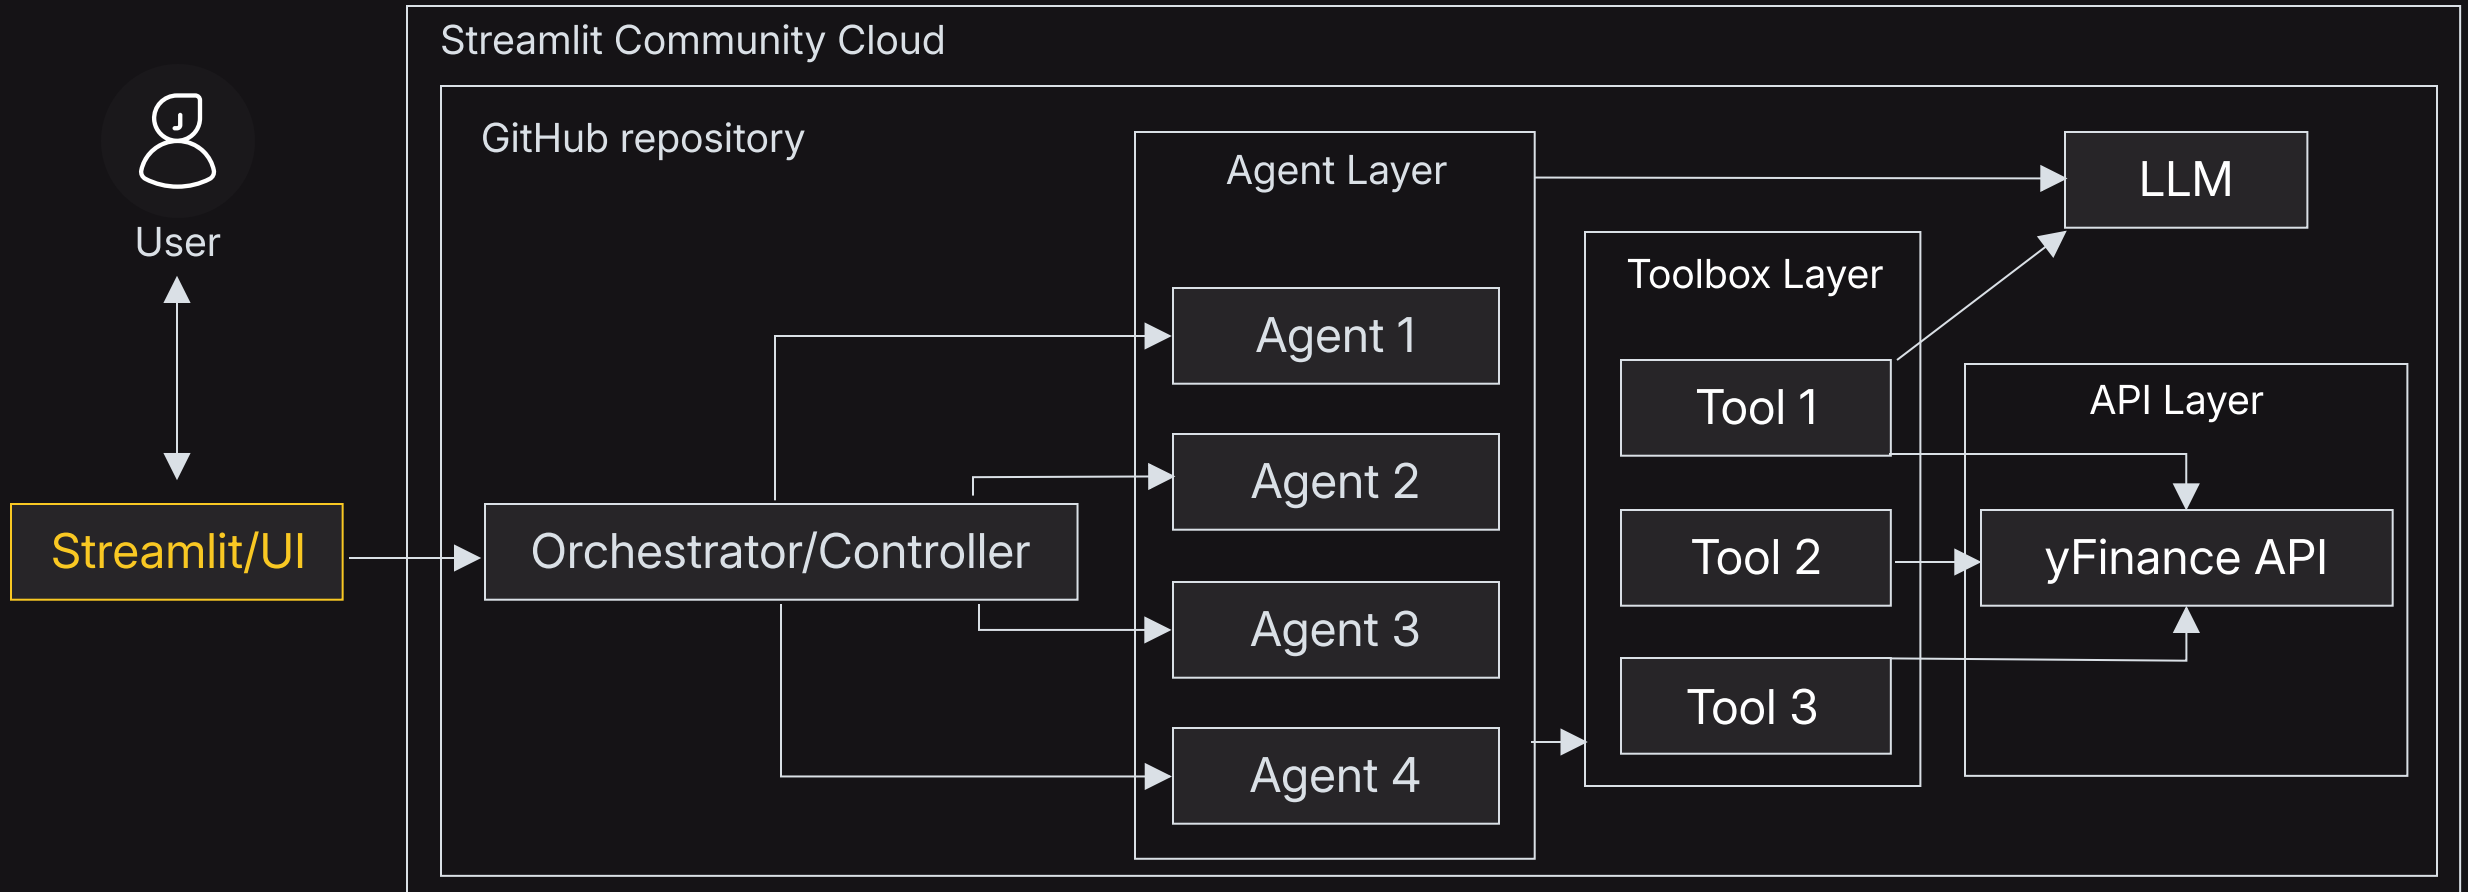 Streamlit Community Cloud
GitHub repository
User
Streamlit/UI
Orchestrator/Controller
Agent Layer
Agent 1
Agent 2
Agent 3
Agent 4
Toolbox Layer
Tool 1
Tool 2
Tool 3
LLM
API Layer
yFinance API